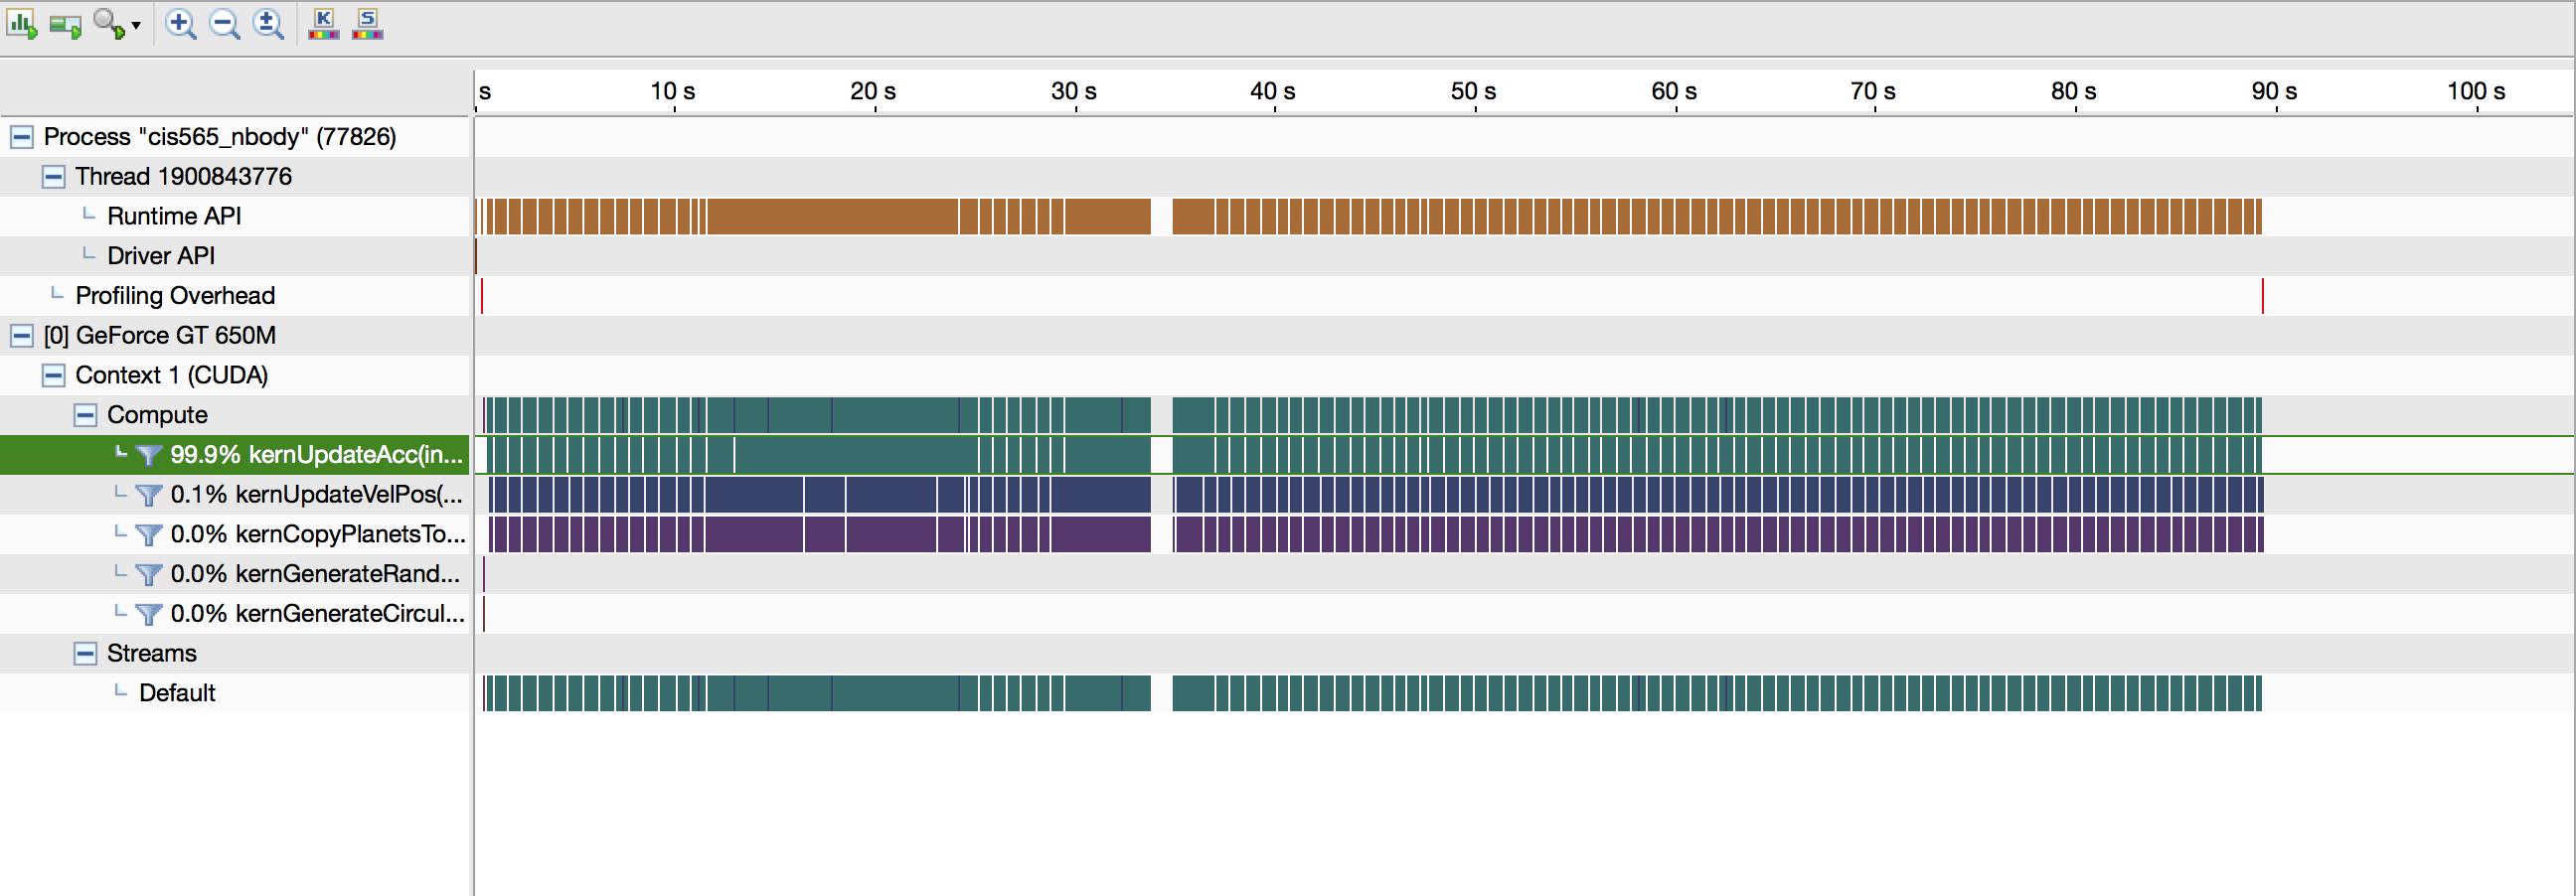 K S
s 10 s 20 s 30 s 40 s 50 s 60 s 70 s 80 s 90 s 100 s
Process "cis565_nbody" (77826)
Thread 1900843776
Runtime API
Driver API
Profiling Overhead
[0] GeForce GT 650M
Context 1 (CUDA)
Compute
99.9% kernUpdateAcc(in...
0.1% kernUpdateVelPos(...
0.0% kernCopyPlanetsTo...
0.0% kernGenerateRand...
0.0% kernGenerateCircul...
Streams
Default